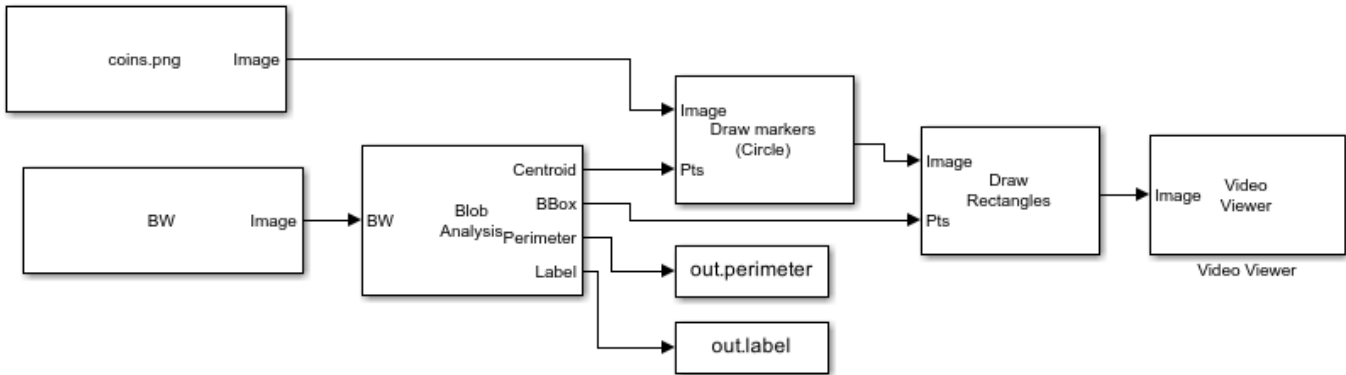 coins.png
Image
Image
Draw markers
(Circle)
Pts
Image
Draw
Rectangles
Pts
Image
Video
Viewer
Video Viewer
BW
Image
BW
Blob
Analysis
Centroid
BBox
Perimeter
Label
out.perimeter
out.label